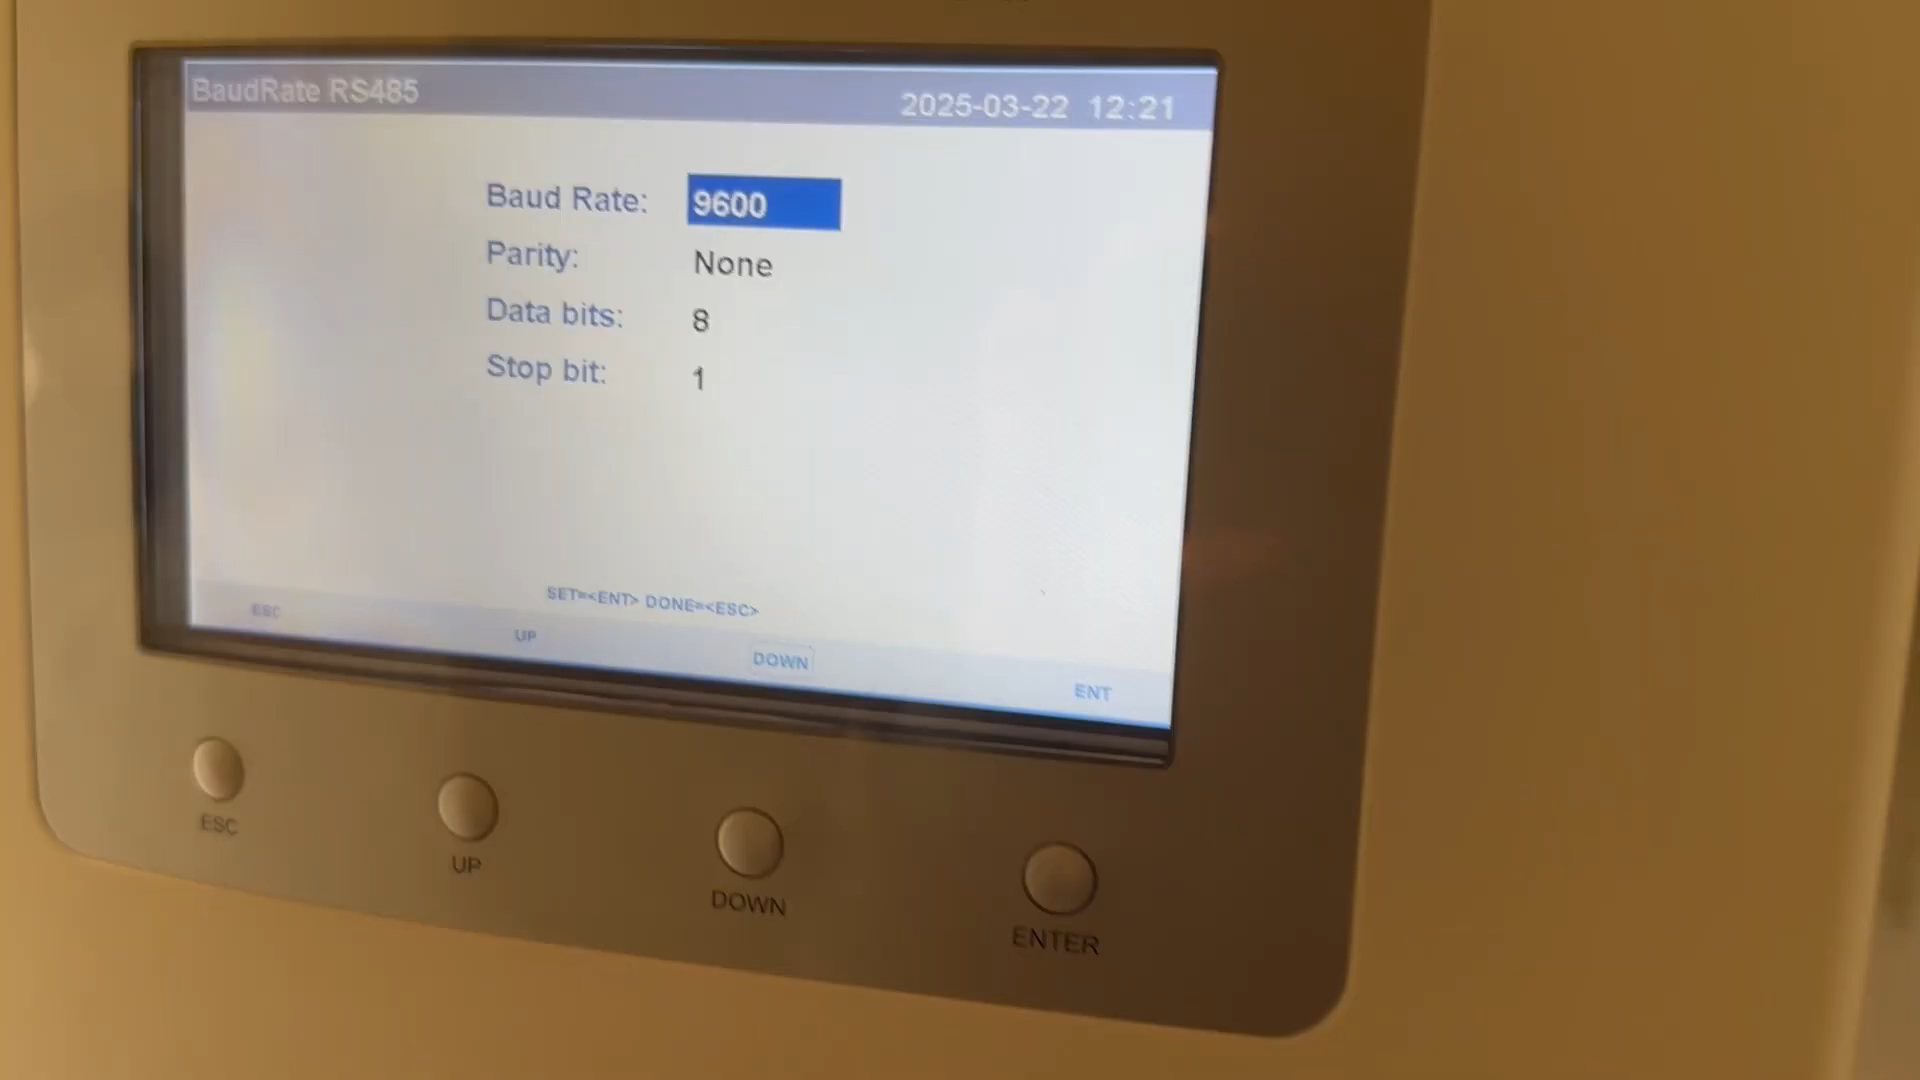 BaudRate RS485
2025-03-22 12:21
Baud Rate: 9600
Parity: None
Data bits: 8
Stop bit: 1
SET=<ENT> DONE=<ESC>
ESC UP DOWN ENT
ESC UP DOWN ENTER